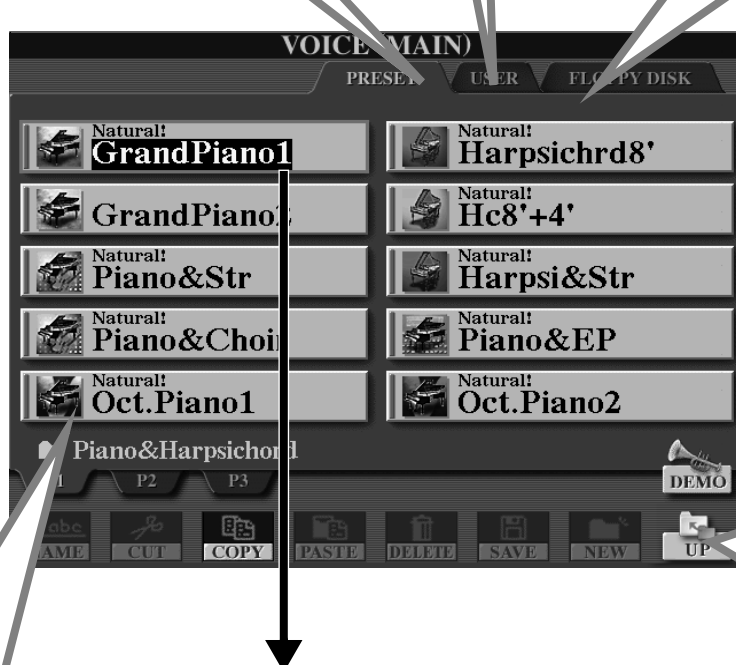 VOICE (MAIN)
PRESET USER FLOPPY DISK
Natural!
GrandPiano1
Natural!
Harpsichrd8'
GrandPiano2
Natural!
Hc8'+4'
Natural!
Piano&Str
Natural!
Harpsi&Str
Natural!
Piano&Choir
Natural!
Piano&EP
Natural!
Oct.Piano1
Natural!
Oct.Piano2
Piano&Harpsichord
P2 P3
DEMO
abc
CUT COPY PASTE DELETE SAVE NEW UP